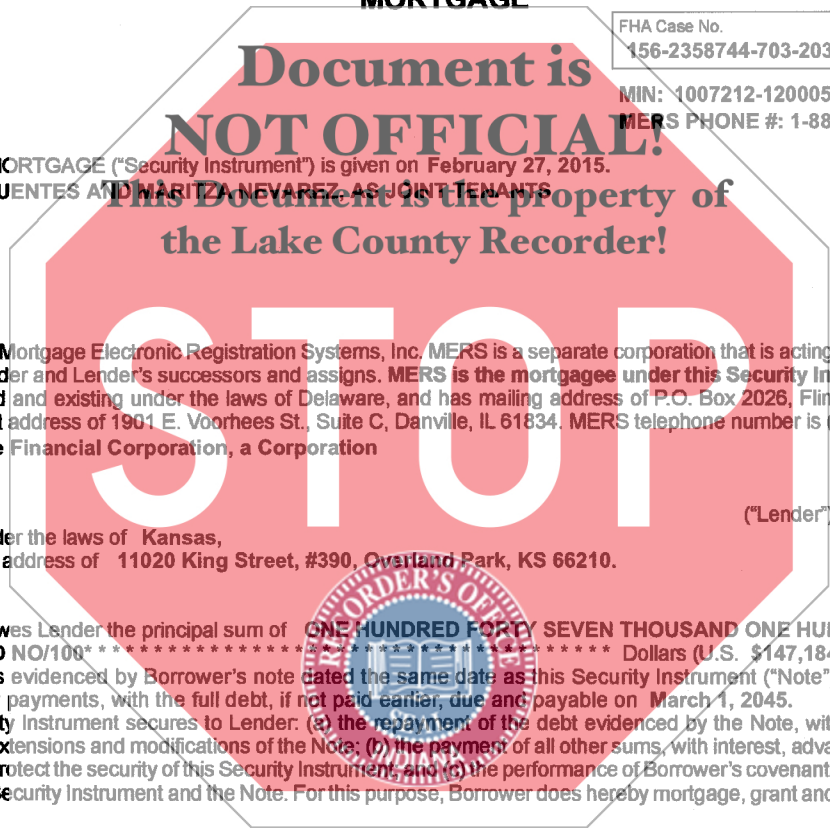 MORTGAGE
FHA Case No.
156-2358744-703-203
MIN: 1007212-120005
MERS PHONE #: 1-88
Document is
NOT OFFICIAL!
This Document is the property of
the Lake County Recorder!
ORTGAGE ("Security Instrument") is given on February 27, 2015.
UENTES AND MARITZA NEVAREZ, AS JOINT TENANTS
STOP
Mortgage Electronic Registration Systems, Inc. MERS is a separate corporation that is acting
der and Lender's successors and assigns. MERS is the mortgagee under this Security In
d and existing under the laws of Delaware, and has mailing address of P.O. Box 2026, Flin
t address of 1901 E. Voorhees St., Suite C, Danville, IL 61834. MERS telephone number is (
e Financial Corporation, a Corporation
("Lender")
der the laws of Kansas,
address of 11020 King Street, #390, Overland Park, KS 66210.
RECORDER'S OFFICE
INDIANA
wes Lender the principal sum of ONE HUNDRED FORTY SEVEN THOUSAND ONE HU
D NO/100* * * * * * * * * * * * * * * * * * * * * * * * * * * * * * * * * * * * * * * * * * Dollars (U.S. $147,184
s evidenced by Borrower's note dated the same date as this Security Instrument ("Note"
payments, with the full debt, if not paid earlier, due and payable on March 1, 2045.
ty Instrument secures to Lender: (a) the repayment of the debt evidenced by the Note, wit
xtensions and modifications of the Note; (b) the payment of all other sums, with interest, adva
rotect the security of this Security Instrument; and (c) the performance of Borrower's covenant
ecurity Instrument and the Note. For this purpose, Borrower does hereby mortgage, grant and